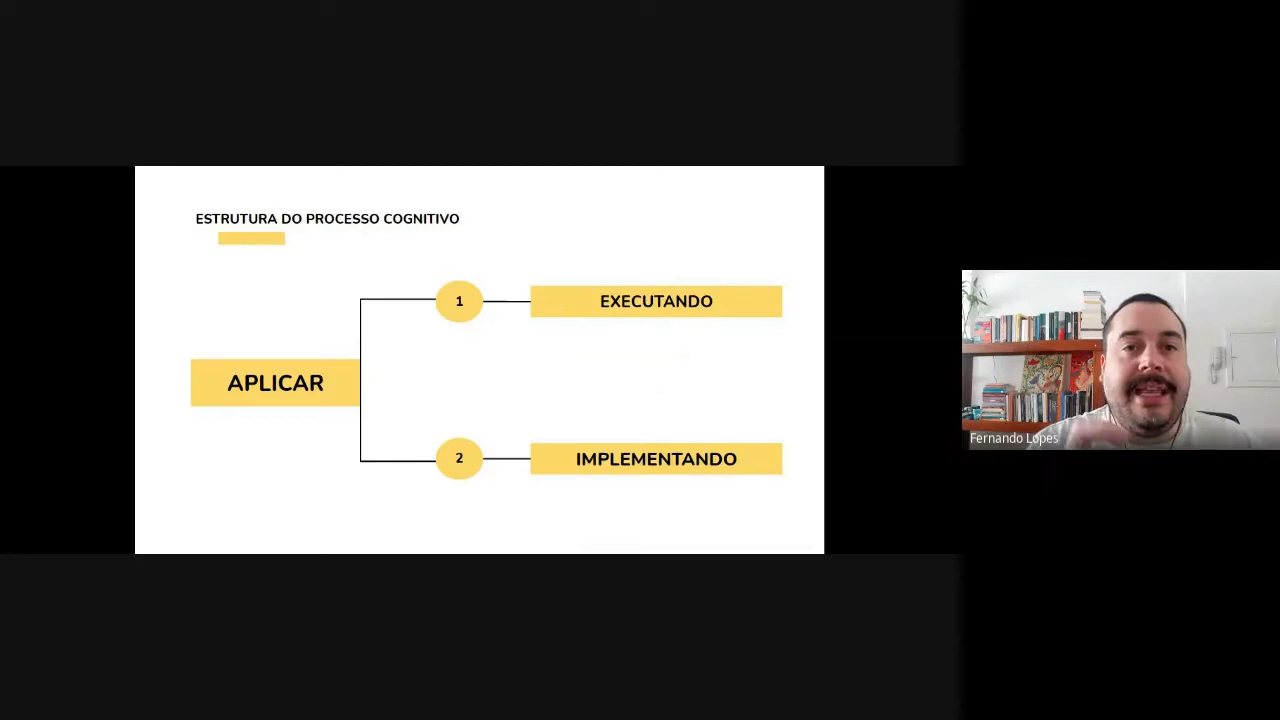 ESTRUTURA DO PROCESSO COGNITIVO
1
EXECUTANDO
APLICAR
2
IMPLEMENTANDO
Fernando Lopes